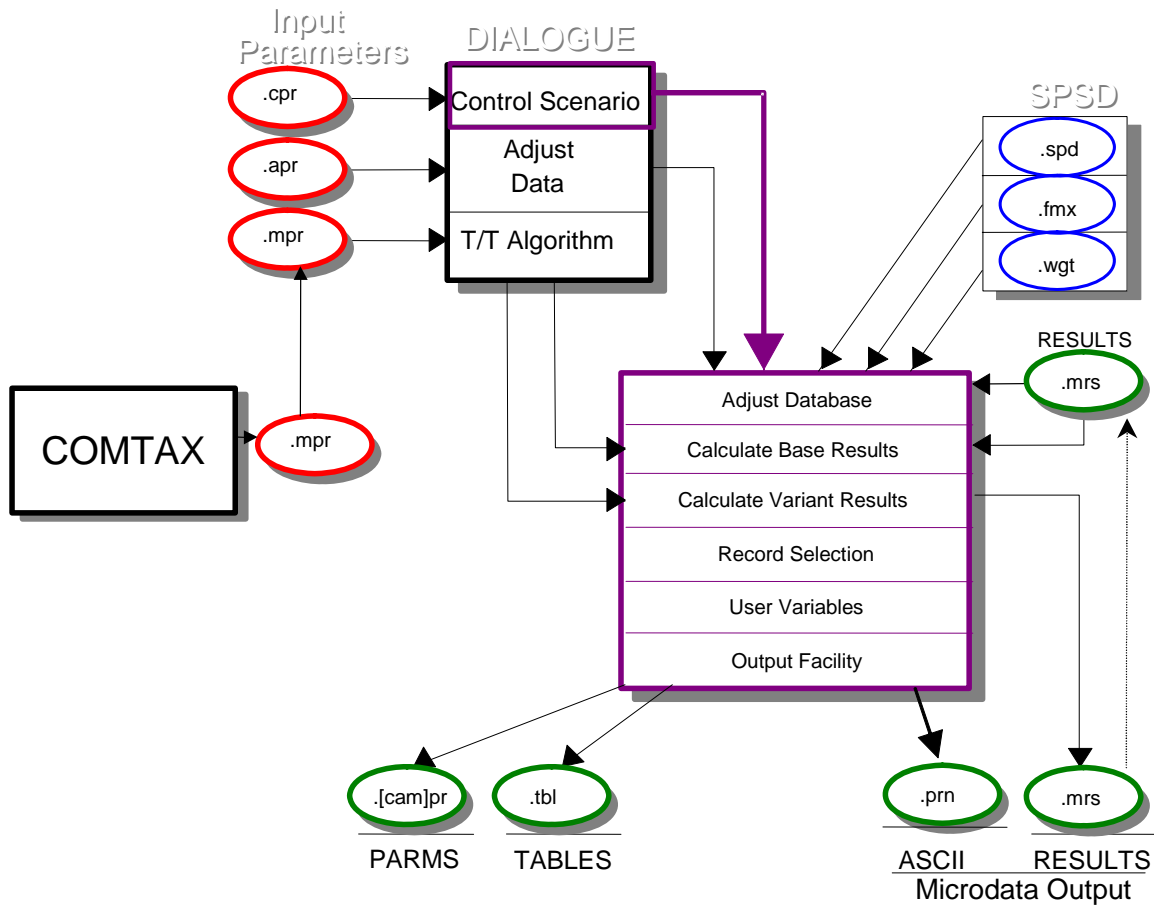 Input
Parameters
DIALOGUE
.cpr
Control Scenario
SPSD
.apr
Adjust
Data
.spd
.mpr
T/T Algorithm
.fmx
.wgt
RESULTS
.mrs
COMTAX
.mpr
Adjust Database
Calculate Base Results
Calculate Variant Results
Record Selection
User Variables
Output Facility
.[cam]pr
.tbl
.prn
.mrs
PARMS
TABLES
ASCII
RESULTS
Microdata Output